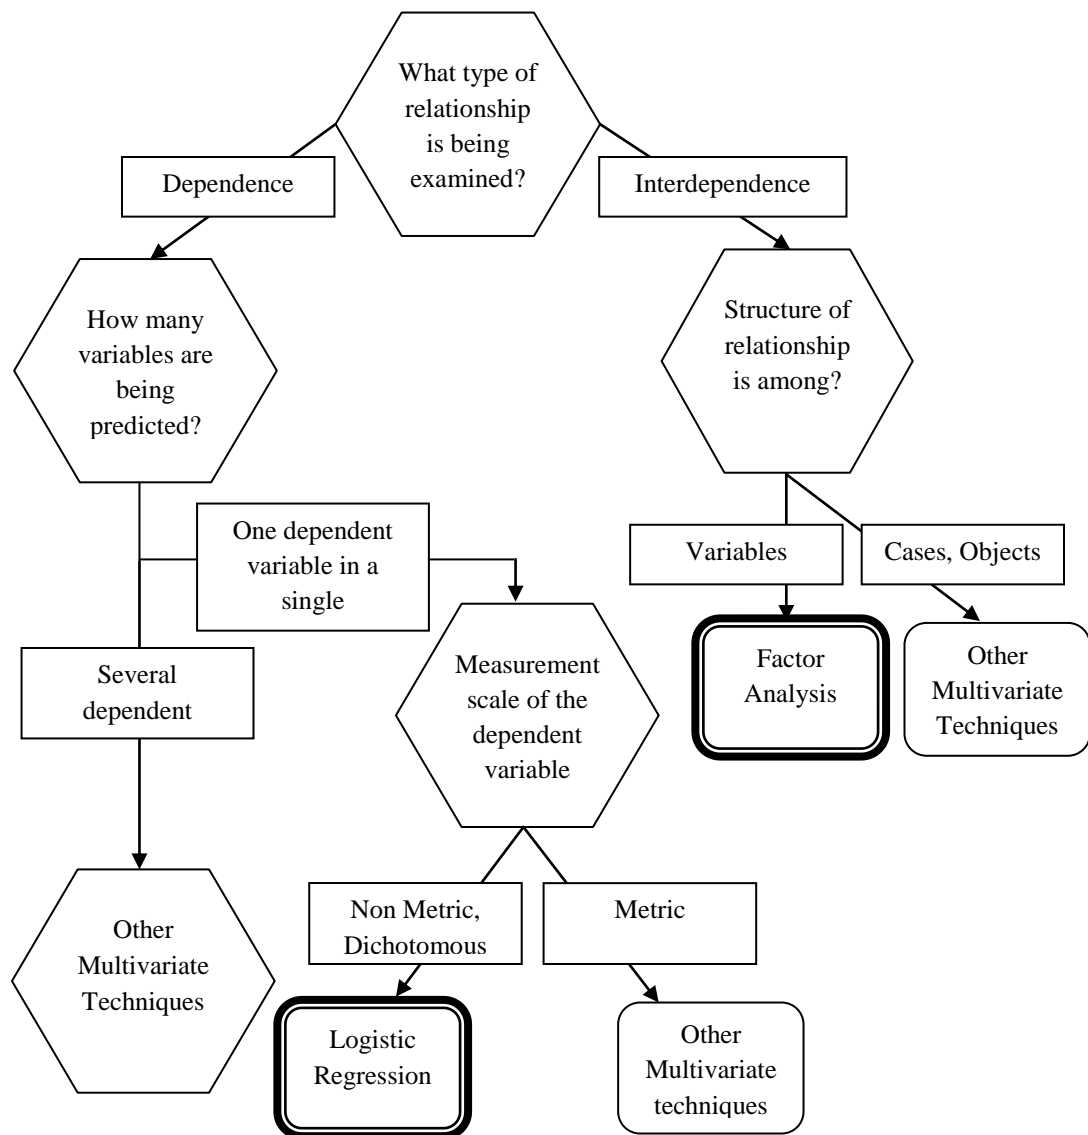 What type of
relationship
is being
examined?
Dependence
Interdependence
How many
variables are
being
predicted?
Structure of
relationship
is among?
One dependent
variable in a
single
Variables
Cases, Objects
Several
dependent
Measurement
scale of the
dependent
variable
Factor
Analysis
Other
Multivariate
Techniques
Other
Multivariate
Techniques
Non Metric,
Dichotomous
Metric
Logistic
Regression
Other
Multivariate
techniques